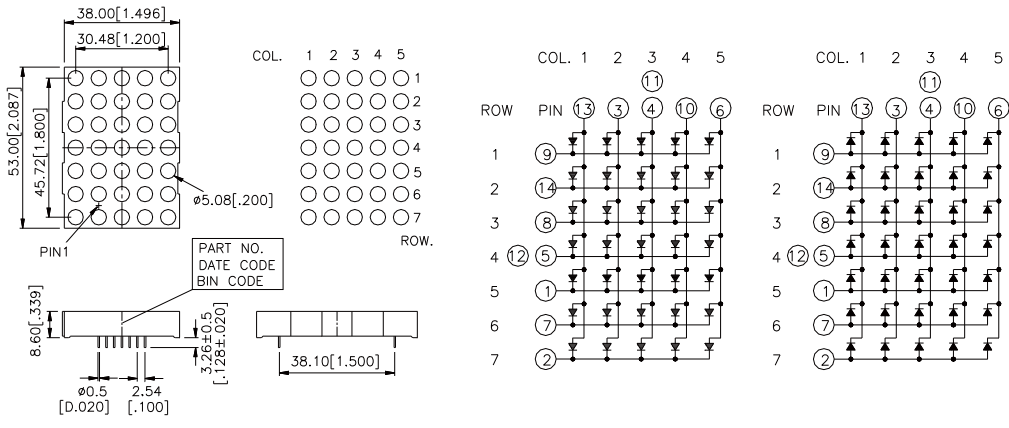 38.00[1.496]
30.48[1.200]
53.00[2.087]
45.72[1.800]
ø5.08[.200]
PIN1
COL. 1 2 3 4 5
1
2
3
4
5
6
7
ROW.
PART NO.
DATE CODE
BIN CODE
8.60[.339]
3.26±0.5
[.128±.020]
ø0.5
[D.020]
2.54
[.100]
38.10[1.500]
COL. 1 2 3 4 5
11
ROW PIN 13 3 4 10 6
1 9
2 14
3 8
4 12 5
5 1
6 7
7 2
COL. 1 2 3 4 5
11
ROW PIN 13 3 4 10 6
1 9
2 14
3 8
4 12 5
5 1
6 7
7 2